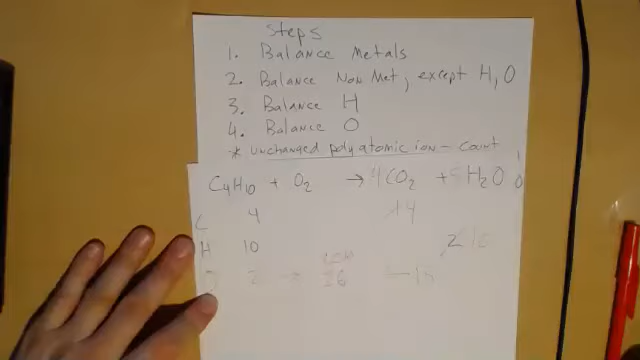 Steps
1. Balance Metals
2. Balance Non Met, except H, O
3. Balance H
4. Balance O
* unchanged polyatomic ion - count
C4H10 + O2 → 4CO2 + 5H2O
C 4 4
H 10 2 10